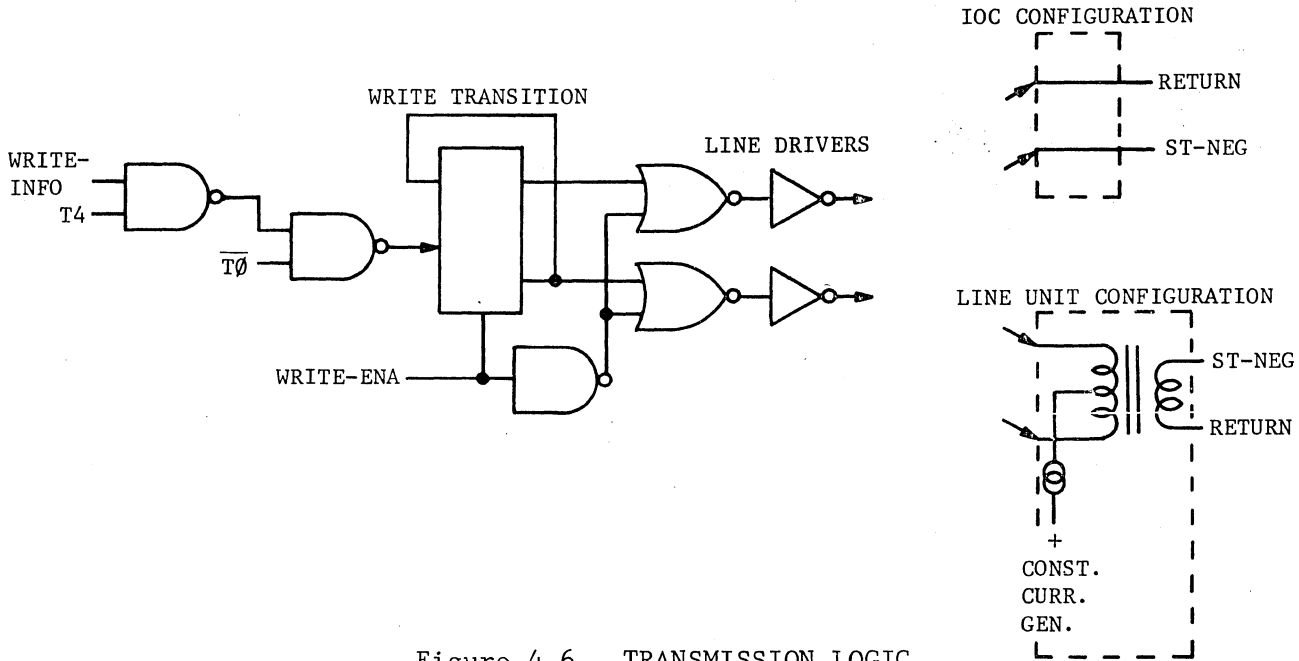 IOC CONFIGURATION
RETURN
ST-NEG
WRITE TRANSITION
LINE DRIVERS
WRITE-
INFO
T4
T̅Ø̅
WRITE-ENA
LINE UNIT CONFIGURATION
ST-NEG
RETURN
+
CONST.
CURR.
GEN.
Figure 4.6 TRANSMISSION LOGIC